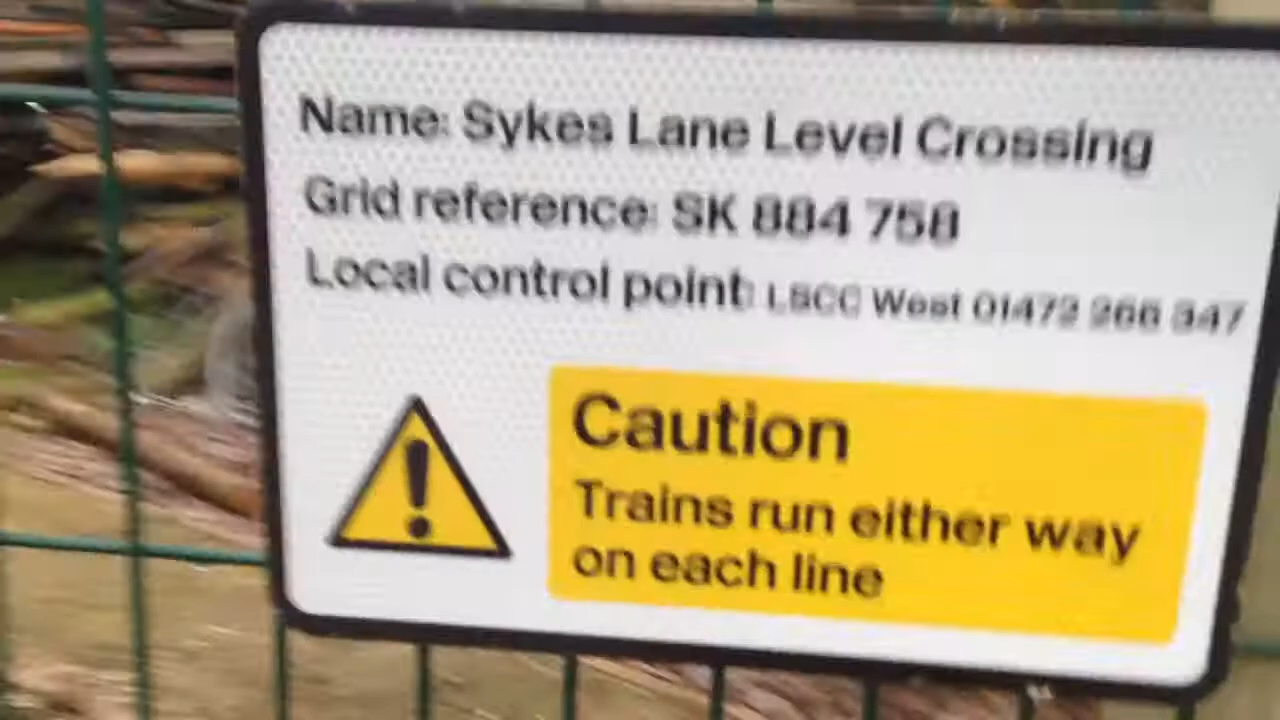 Name: Sykes Lane Level Crossing
Grid reference: SK 884 758
Local control point: LSCC West 01472 266 347
Caution
Trains run either way
on each line